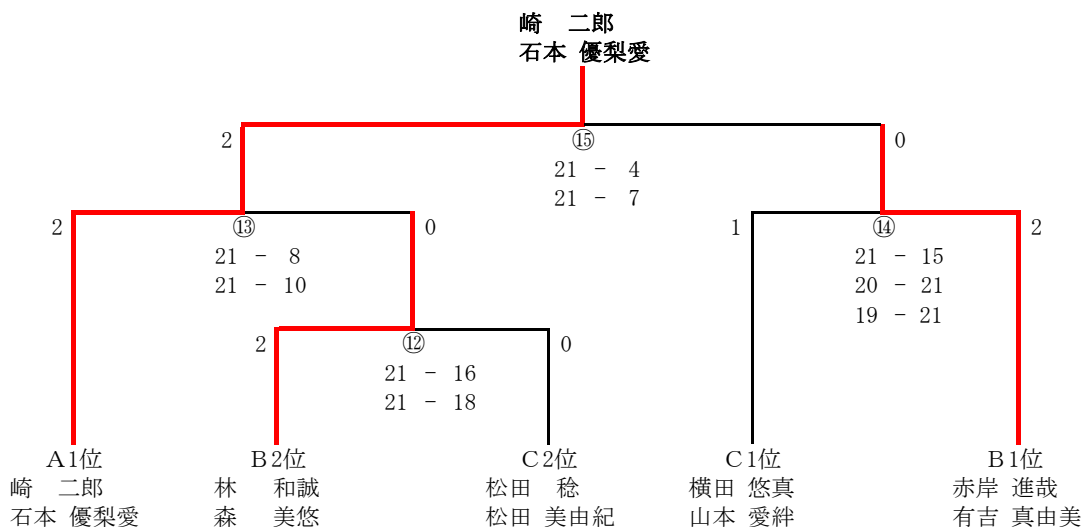 崎　二郎
石本 優梨愛
2
⑮
0
21 － 4
21 － 7
2
⑬
0
1
⑭
2
21 － 8
21 － 10
21 － 15
20 － 21
19 － 21
2
⑫
0
21 － 16
21 － 18
A1位
B2位
C2位
C1位
B1位
崎　二郎
林　和誠
松田　稔
横田 悠真
赤岸 進哉
石本 優梨愛
森　美悠
松田 美由紀
山本 愛絆
有吉 真由美